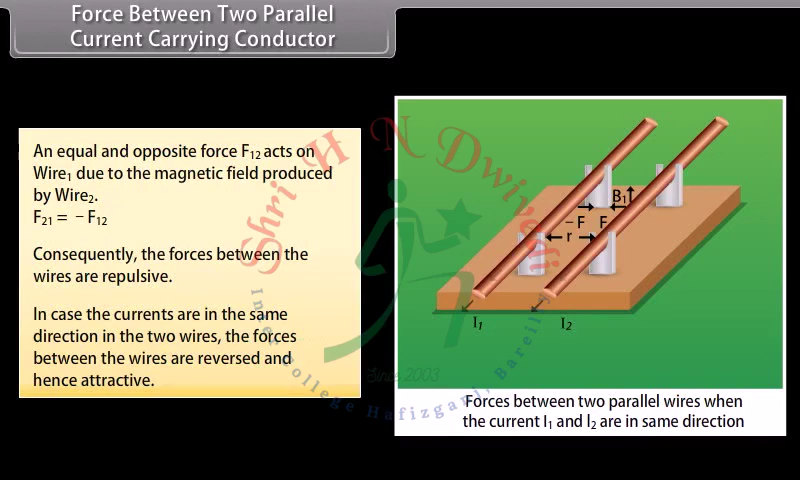 Force Between Two Parallel
Current Carrying Conductor
An equal and opposite force F₁₂ acts on
Wire₁ due to the magnetic field produced
by Wire₂.
F₂₁ = − F₁₂
Consequently, the forces between the
wires are repulsive.
In case the currents are in the same
direction in the two wires, the forces
between the wires are reversed and
hence attractive.
B₁
− F F
r
I₁ I₂
Forces between two parallel wires when
the current I₁ and I₂ are in same direction
Shri H N Dwivedi
Inter College Hafizganj, Bareilly
Since 2003